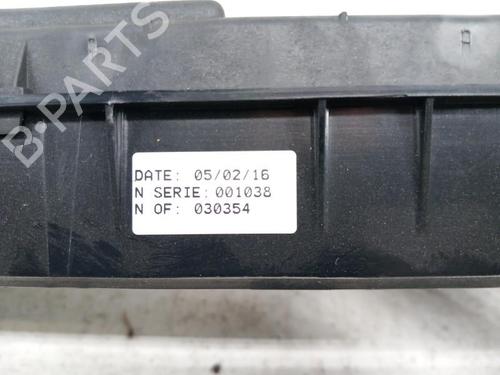 B-PARTS
DATE: 05/02/16
N SERIE: 001038
N OF: 030354